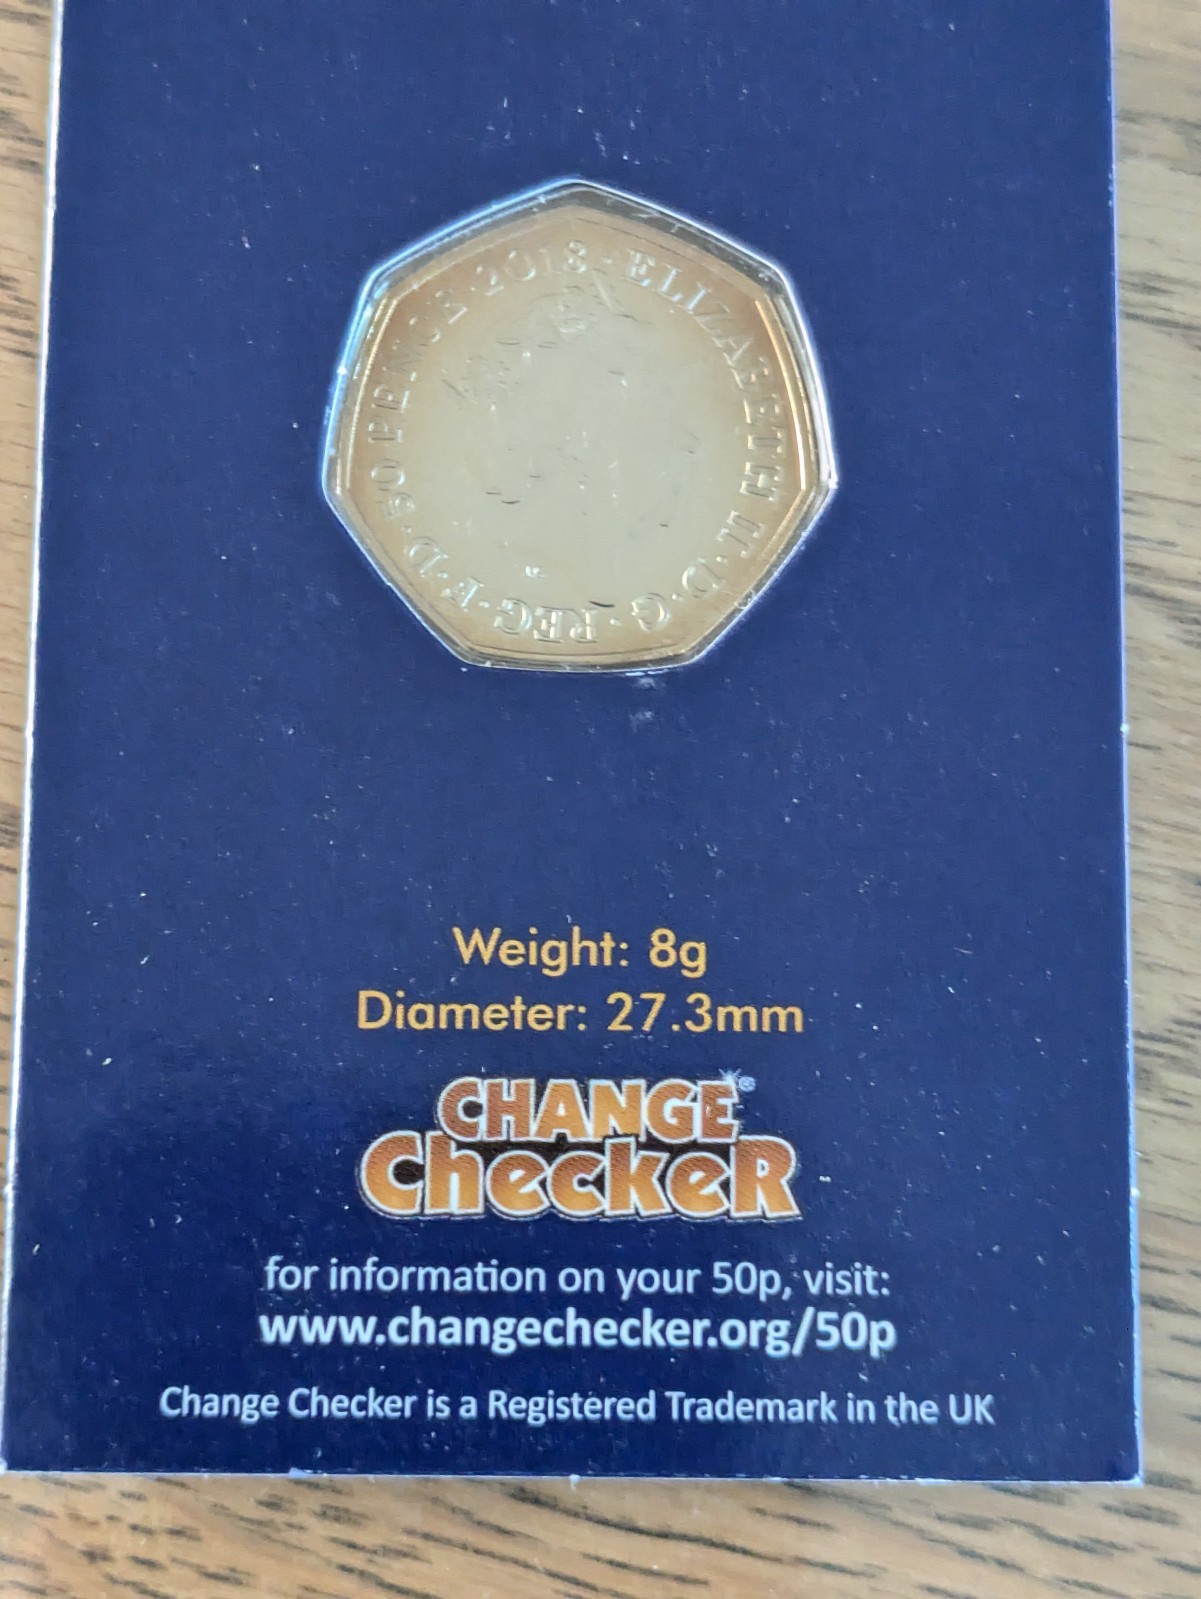 ELIZABETH II · D · G · REG · F · D · 50 PENCE · 2018 ·
Weight: 8g
Diameter: 27.3mm
CHANGE®
CheckeR
for information on your 50p, visit:
www.changechecker.org/50p
Change Checker is a Registered Trademark in the UK